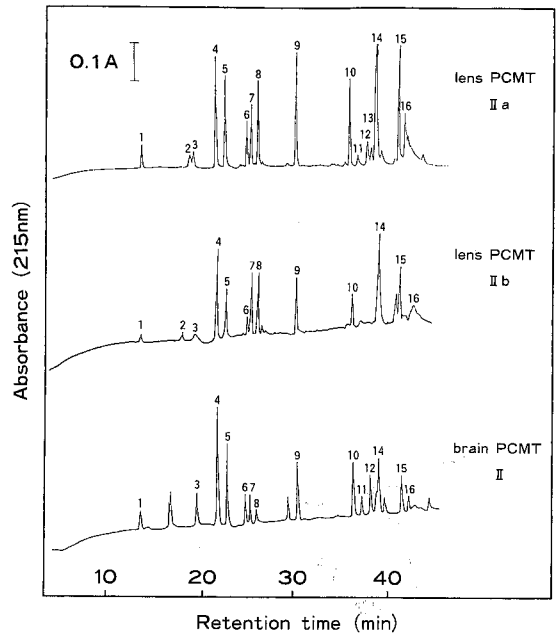 0.1A
1 2 3 4 5 6 7 8 9 10 11 12 13 14 15 16
lens PCMT
IIa
1 2 3 4 5 6 7 8 9 10 14 15 16
lens PCMT
IIb
1 3 4 5 6 7 8 9 10 11 12 14 15 16
brain PCMT
II
Absorbance (215nm)
10 20 30 40
Retention time (min)